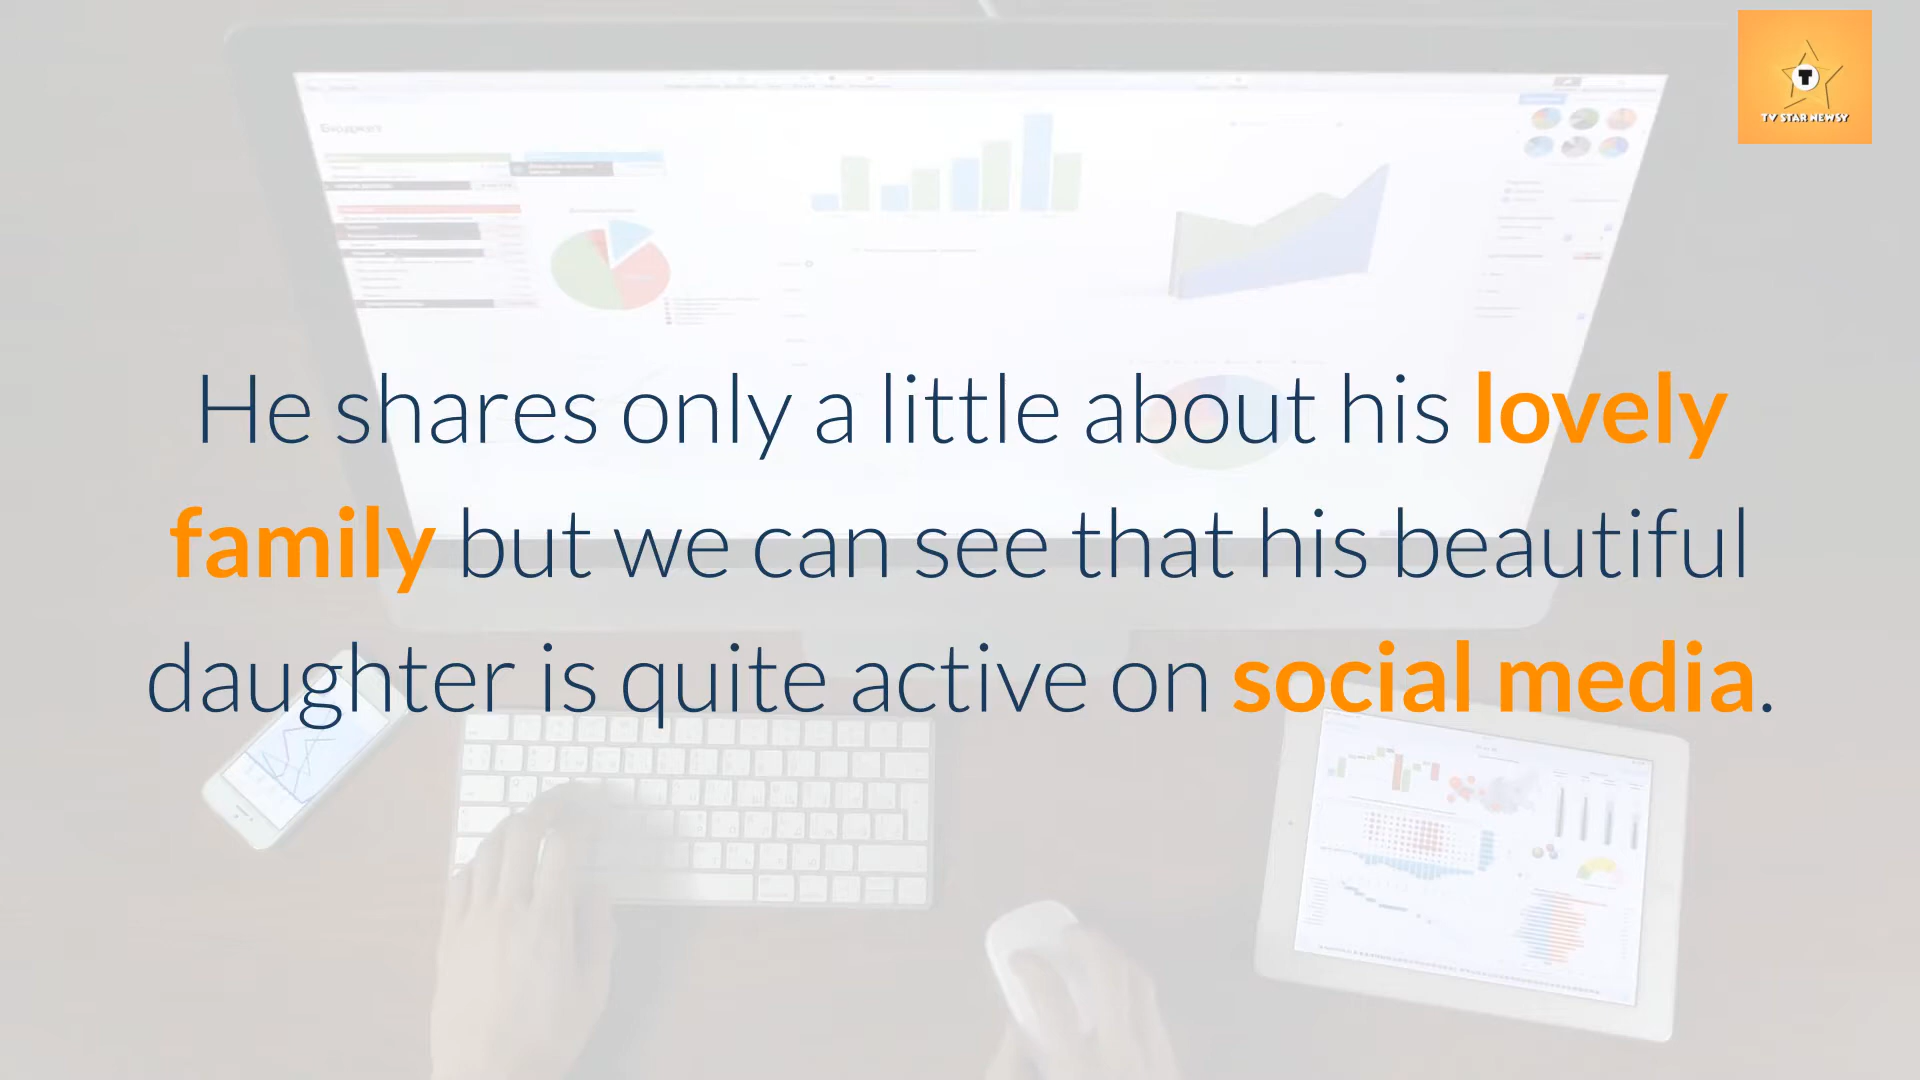 TV STAR NEWSY
Бюджет
He shares only a little about his lovely
family but we can see that his beautiful
daughter is quite active on social media.